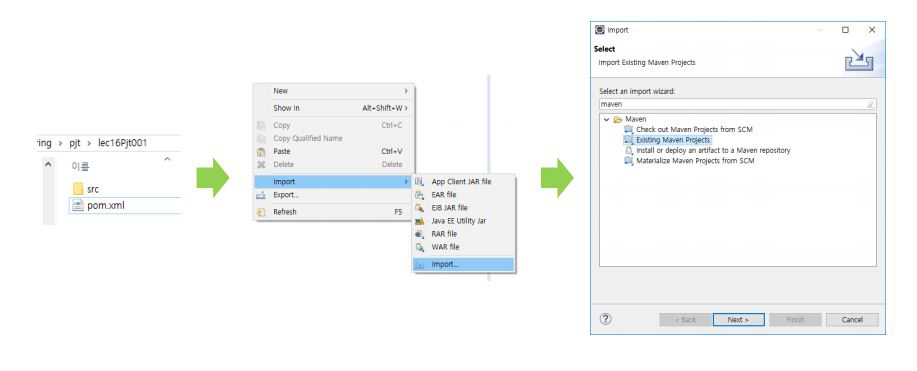 ring > pjt > lec16Pjt001
이름
src
pom.xml
New >
Show In Alt+Shift+W >
Copy Ctrl+C
Copy Qualified Name
Paste Ctrl+V
Delete Delete
Import >
Export...
Refresh F5
App Client JAR file
EAR file
EJB JAR file
Java EE Utility Jar
RAR file
WAR file
Import...
Import
Select
Import Existing Maven Projects
Select an import wizard:
maven
Maven
Check out Maven Projects from SCM
Existing Maven Projects
Install or deploy an artifact to a Maven repository
Materialize Maven Projects from SCM
< Back Next > Finish Cancel